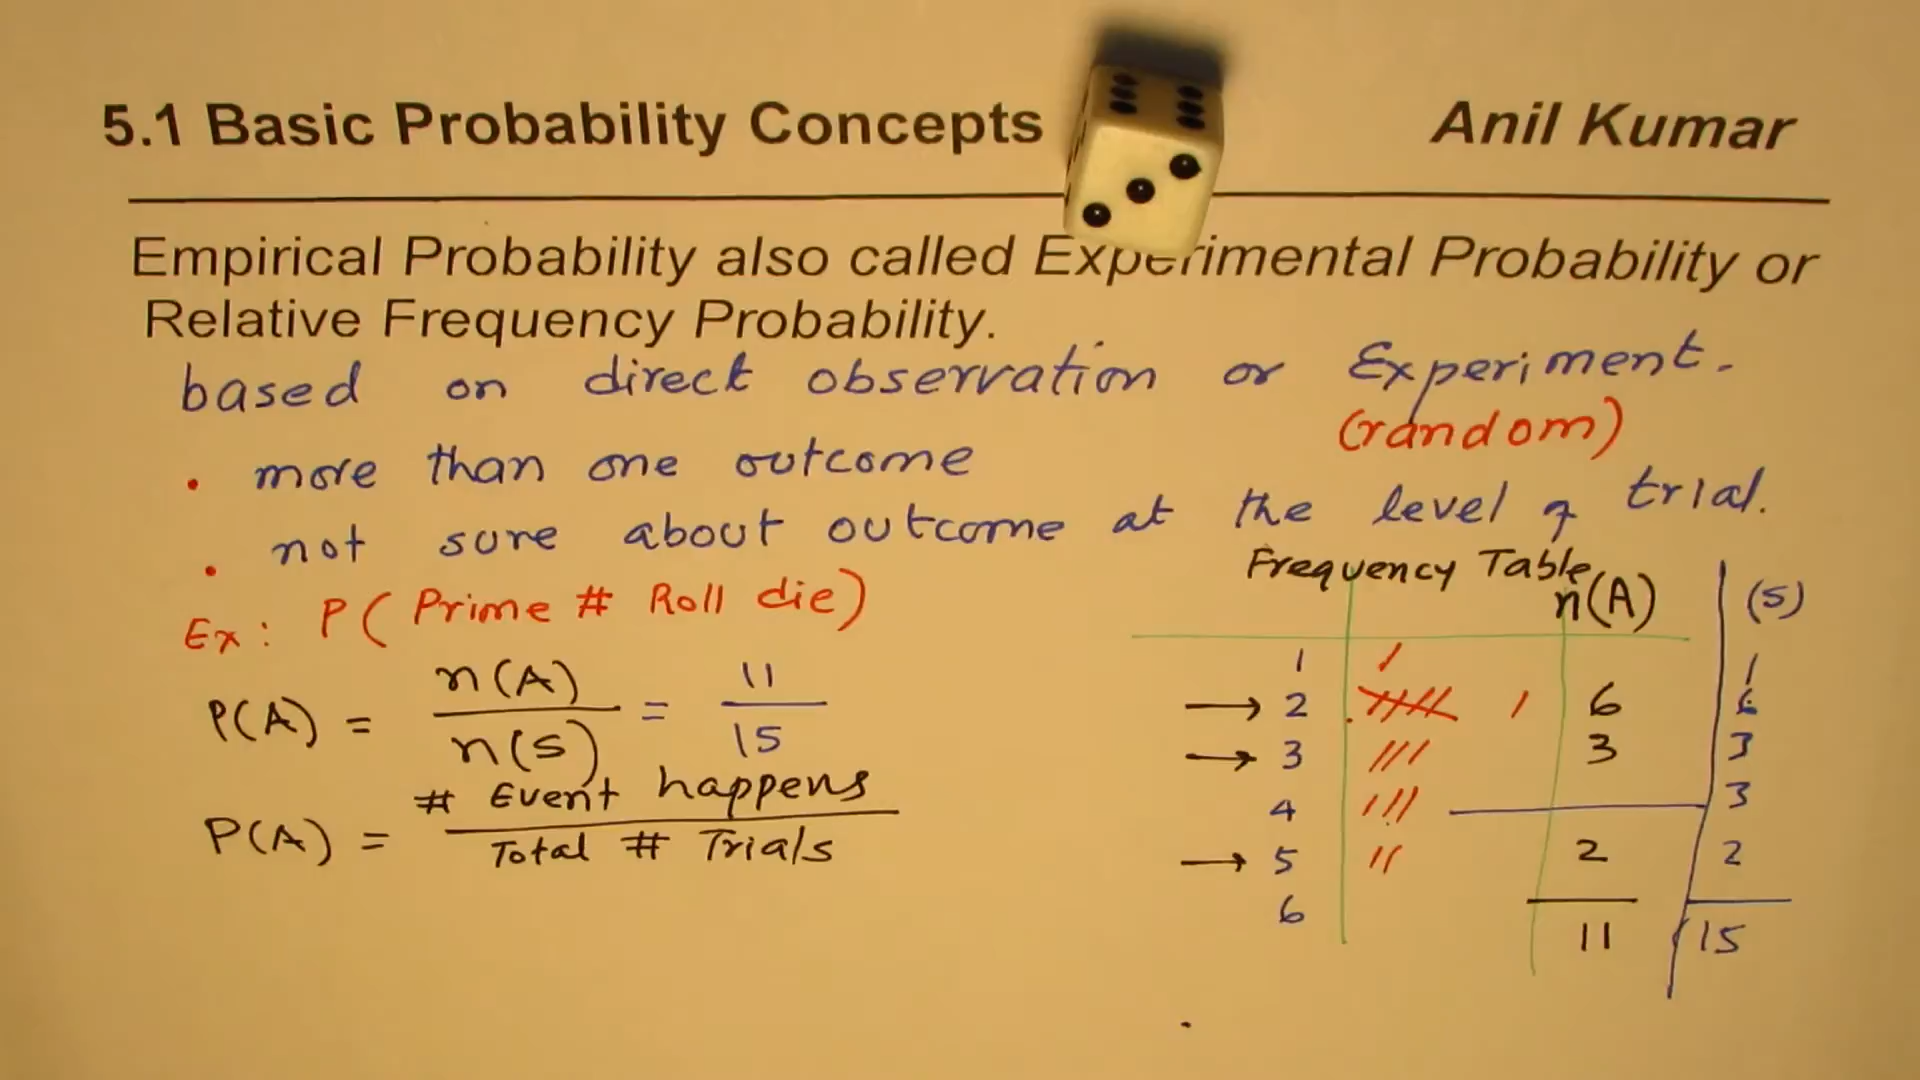 5.1 Basic Probability Concepts Anil Kumar
Empirical Probability also called Experimental Probability or
Relative Frequency Probability.
based on direct observation or Experiment.
(random)
• more than one outcome
• not sure about outcome at the level of trial.
Frequency Table
n(A) (S)
Ex: P( Prime # Roll die)
P(A) = n(A) / n(S) = 11 / 15
P(A) = # Event happens / Total # Trials
1 / 1
→ 2 //// / 6 6
→ 3 /// 3 3
4 /// 3
→ 5 // 2 2
6
11 15